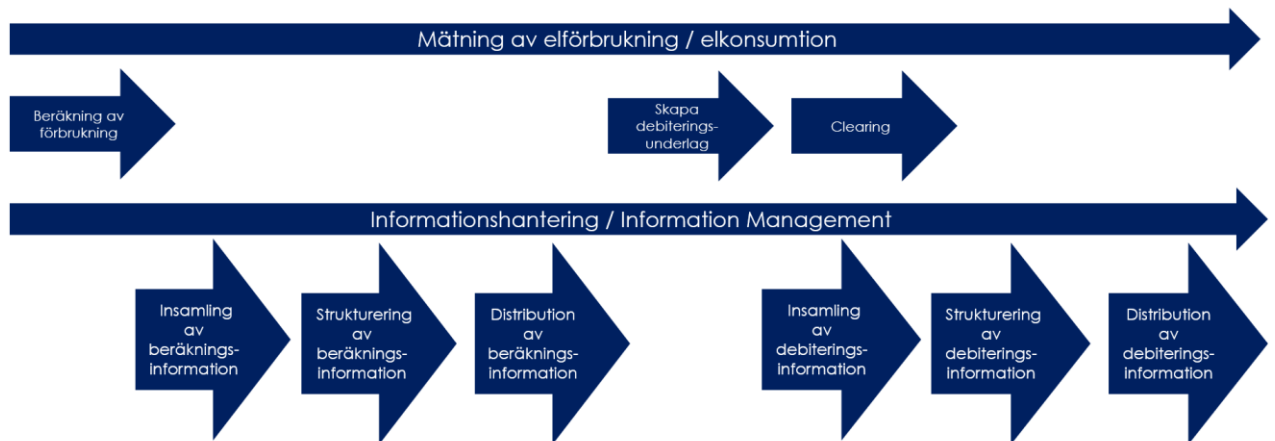 Mätning av elförbrukning / elkonsumtion
Beräkning av
förbrukning
Skapa
debiterings-
underlag
Clearing
Informationshantering / Information Management
Insamling
av
beräknings-
information
Strukturering
av
beräknings-
information
Distribution
av
beräknings-
information
Insamling
av
debiterings-
information
Strukturering
av
debiterings-
information
Distribution
av
debiterings-
information